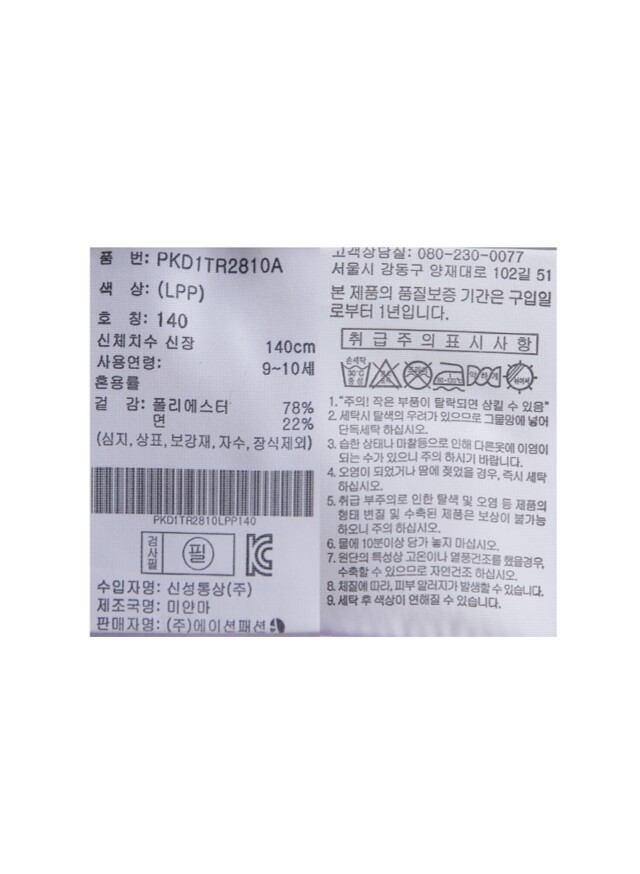 품 번: PKD1TR2810A
색 상: (LPP)
호 칭: 140
신체치수 신장 140cm
사용연령: 9~10세
혼용률
겉 감: 폴리에스터 78%
면 22%
(심지, 상표, 보강재, 자수, 장식제외)
PKD1TR2810LPP140
검사필
필
수입자명: 신성통상(주)
제조국명: 미얀마
판매자명: (주)에이션패션
고객상담실: 080-230-0077
서울시 강동구 양재대로 102길 51
본 제품의 품질보증 기간은 구입일
로부터 1년입니다.
취급주의표시사항
손세탁
30℃
중성
80~120℃
1. "주의! 작은 부품이 탈락되면 삼킬 수 있음"
2. 세탁시 탈색의 우려가 있으므로 그물망에 넣어
단독세탁 하십시오.
3. 습한 상태나 마찰등으로 인해 다른옷에 이염이
되는 수가 있으니 주의 하시기 바랍니다.
4. 오염이 되었거나 땀에 젖었을 경우, 즉시 세탁
하십시오.
5. 취급 부주의로 인한 탈색 및 오염 등 제품의
형태 변질 및 수축된 제품은 보상이 불가능
하오니 주의 하십시오.
6. 물에 10분이상 담가 놓지 마십시오.
7. 원단의 특성상 고온이나 열풍건조를 했을경우,
수축할 수 있으므로 자연건조 하십시오.
8. 체질에 따라, 피부 알러지가 발생할 수 있습니다.
9. 세탁 후 색상이 연해질 수 있습니다.